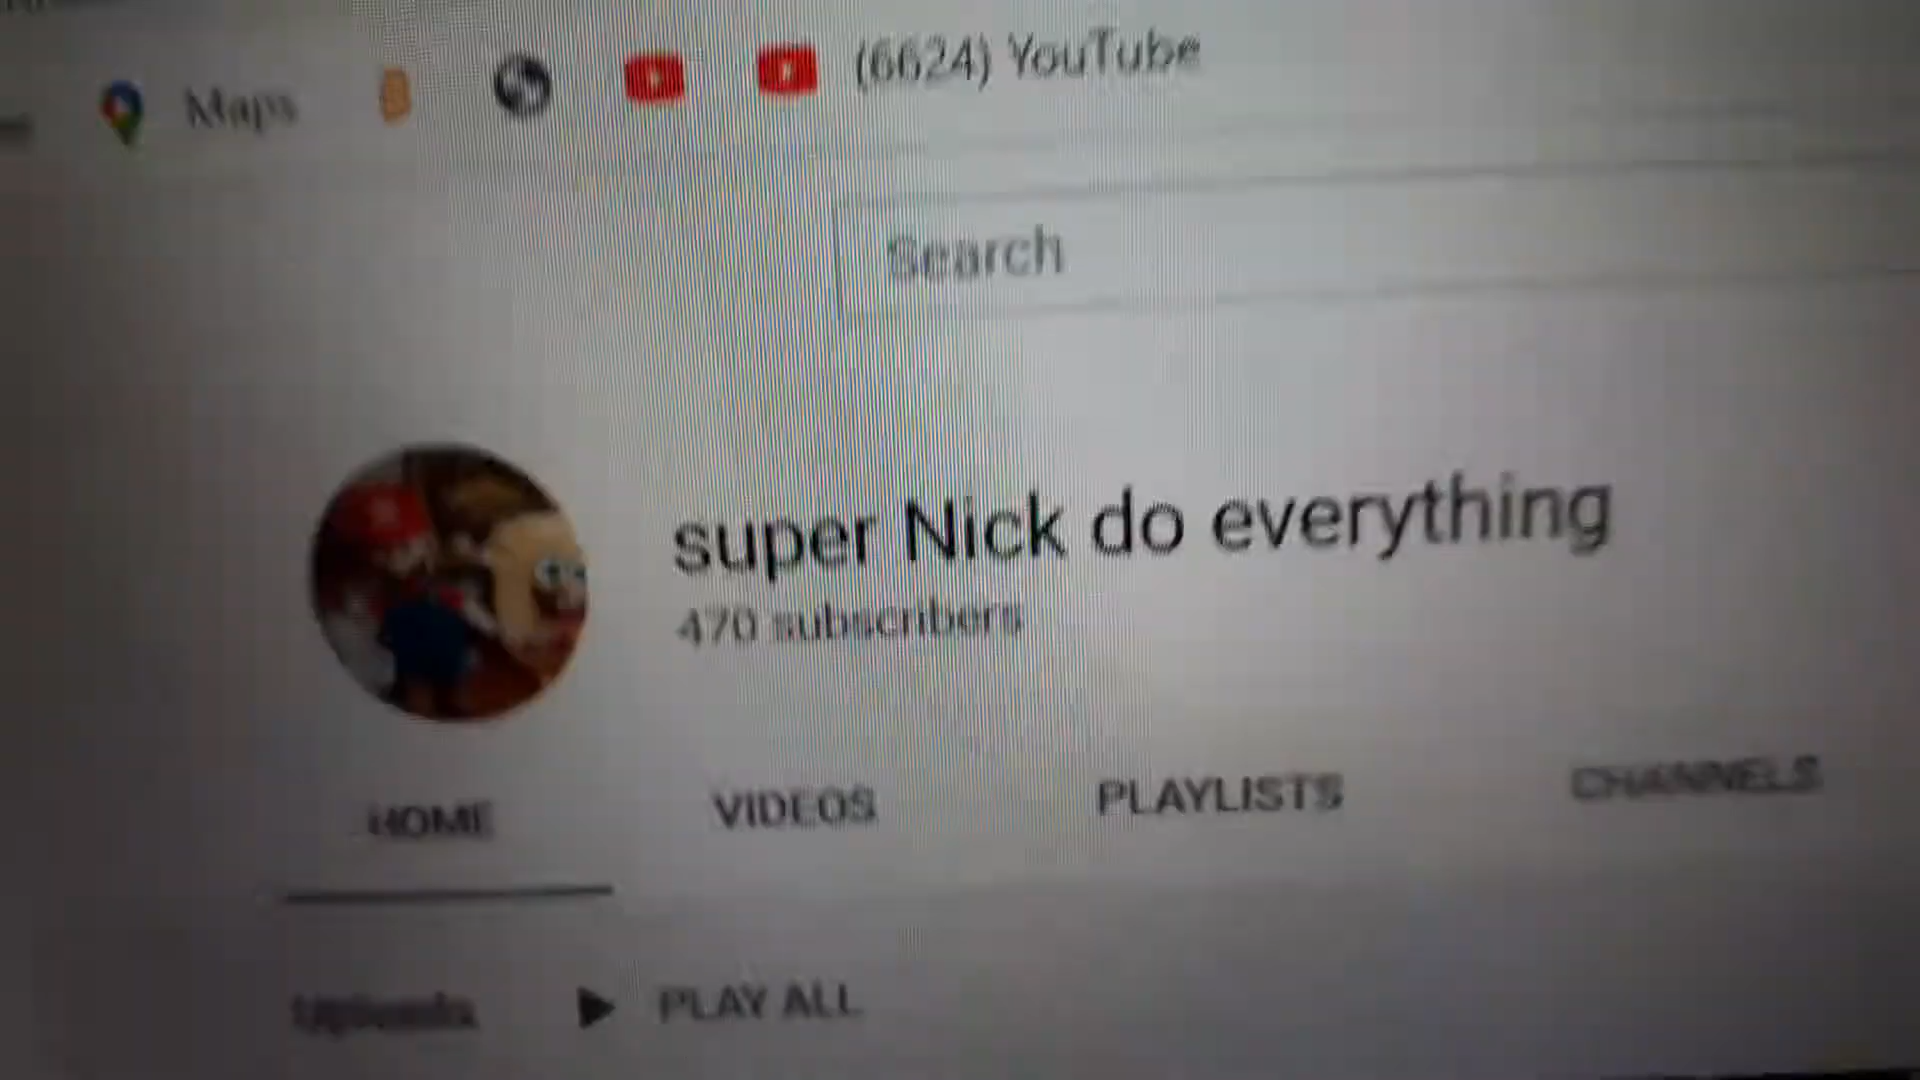 Maps (6624) YouTube
Search
super Nick do everything
470 subscribers
HOME VIDEOS PLAYLISTS CHANNELS
Uploads PLAY ALL